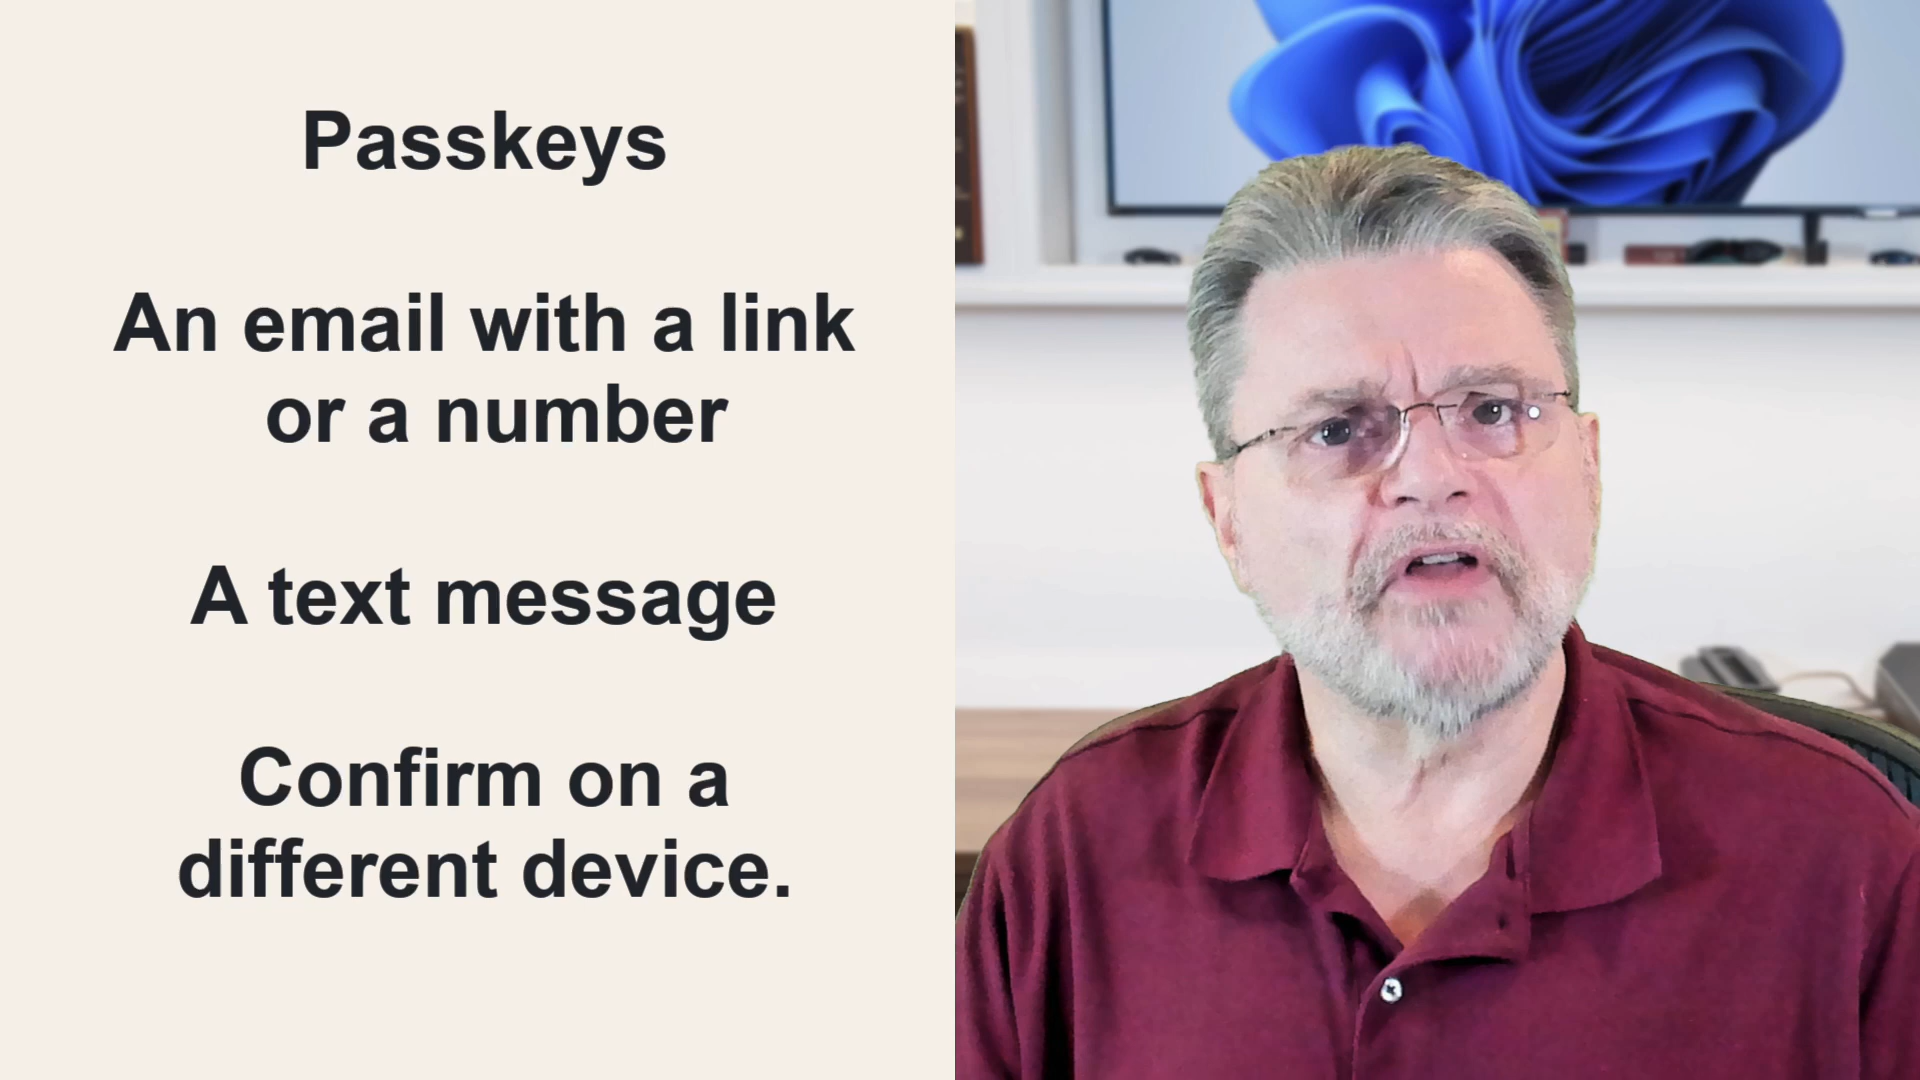 Passkeys
An email with a link
or a number
A text message
Confirm on a
different device.